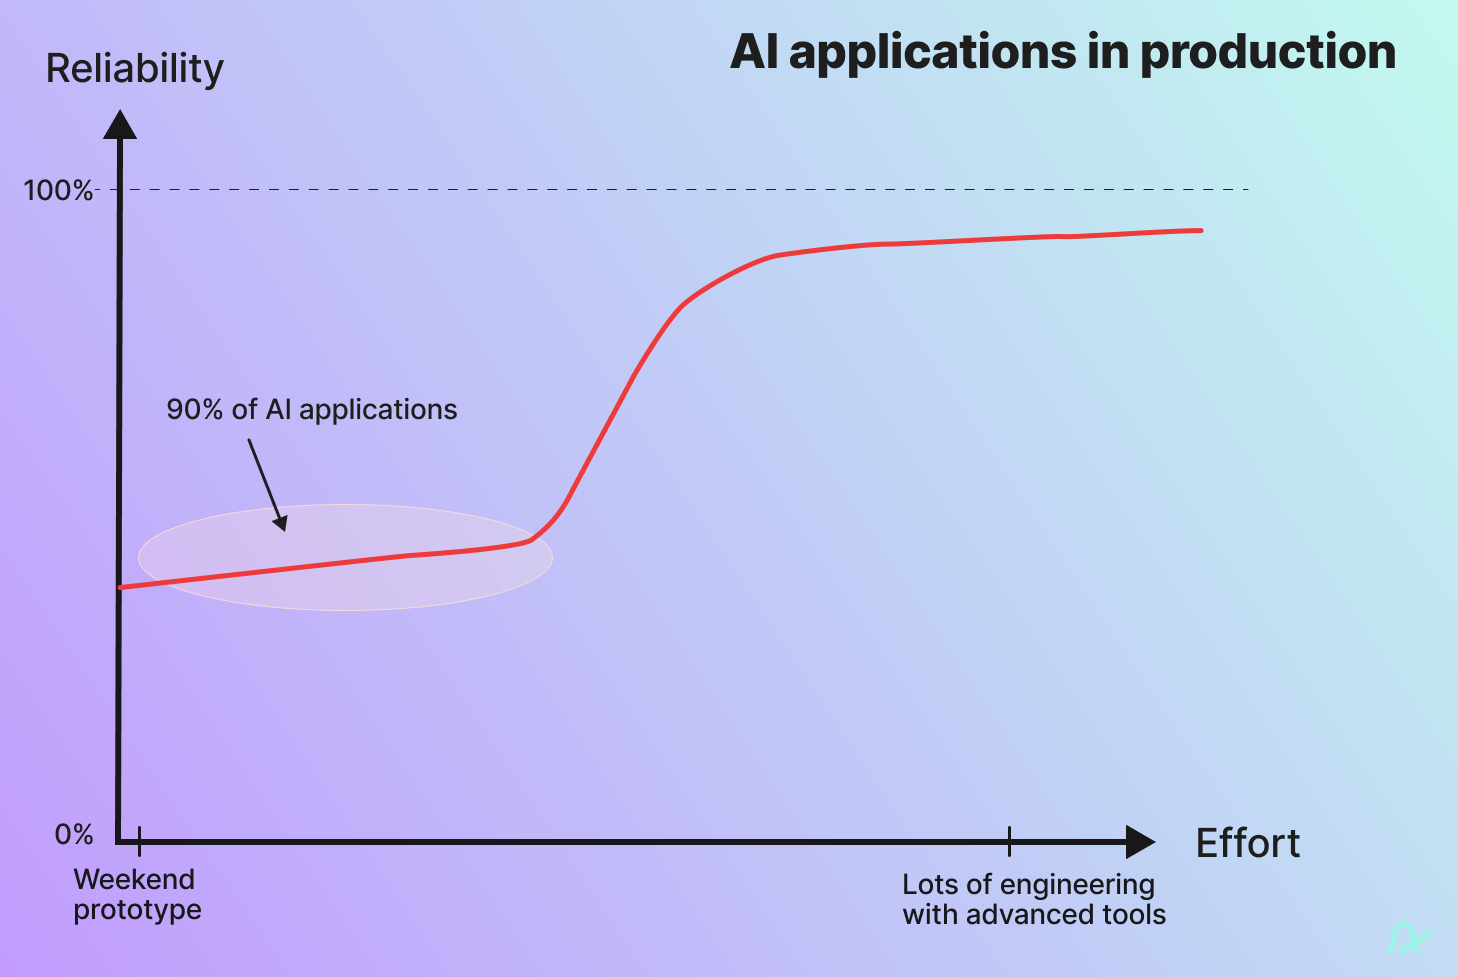 AI applications in production
Reliability
100%
90% of AI applications
0%
Effort
Weekend
prototype
Lots of engineering
with advanced tools